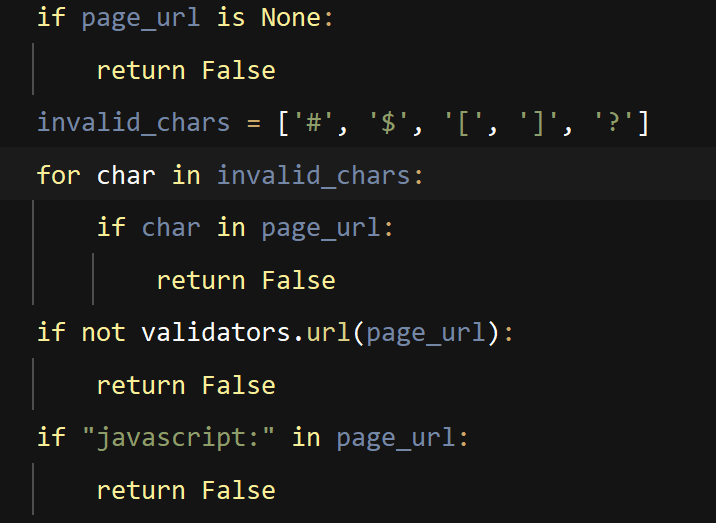 if page_url is None:
return False
invalid_chars = ['#', '$', '[', ']', '?']
for char in invalid_chars:
if char in page_url:
return False
if not validators.url(page_url):
return False
if "javascript:" in page_url:
return False